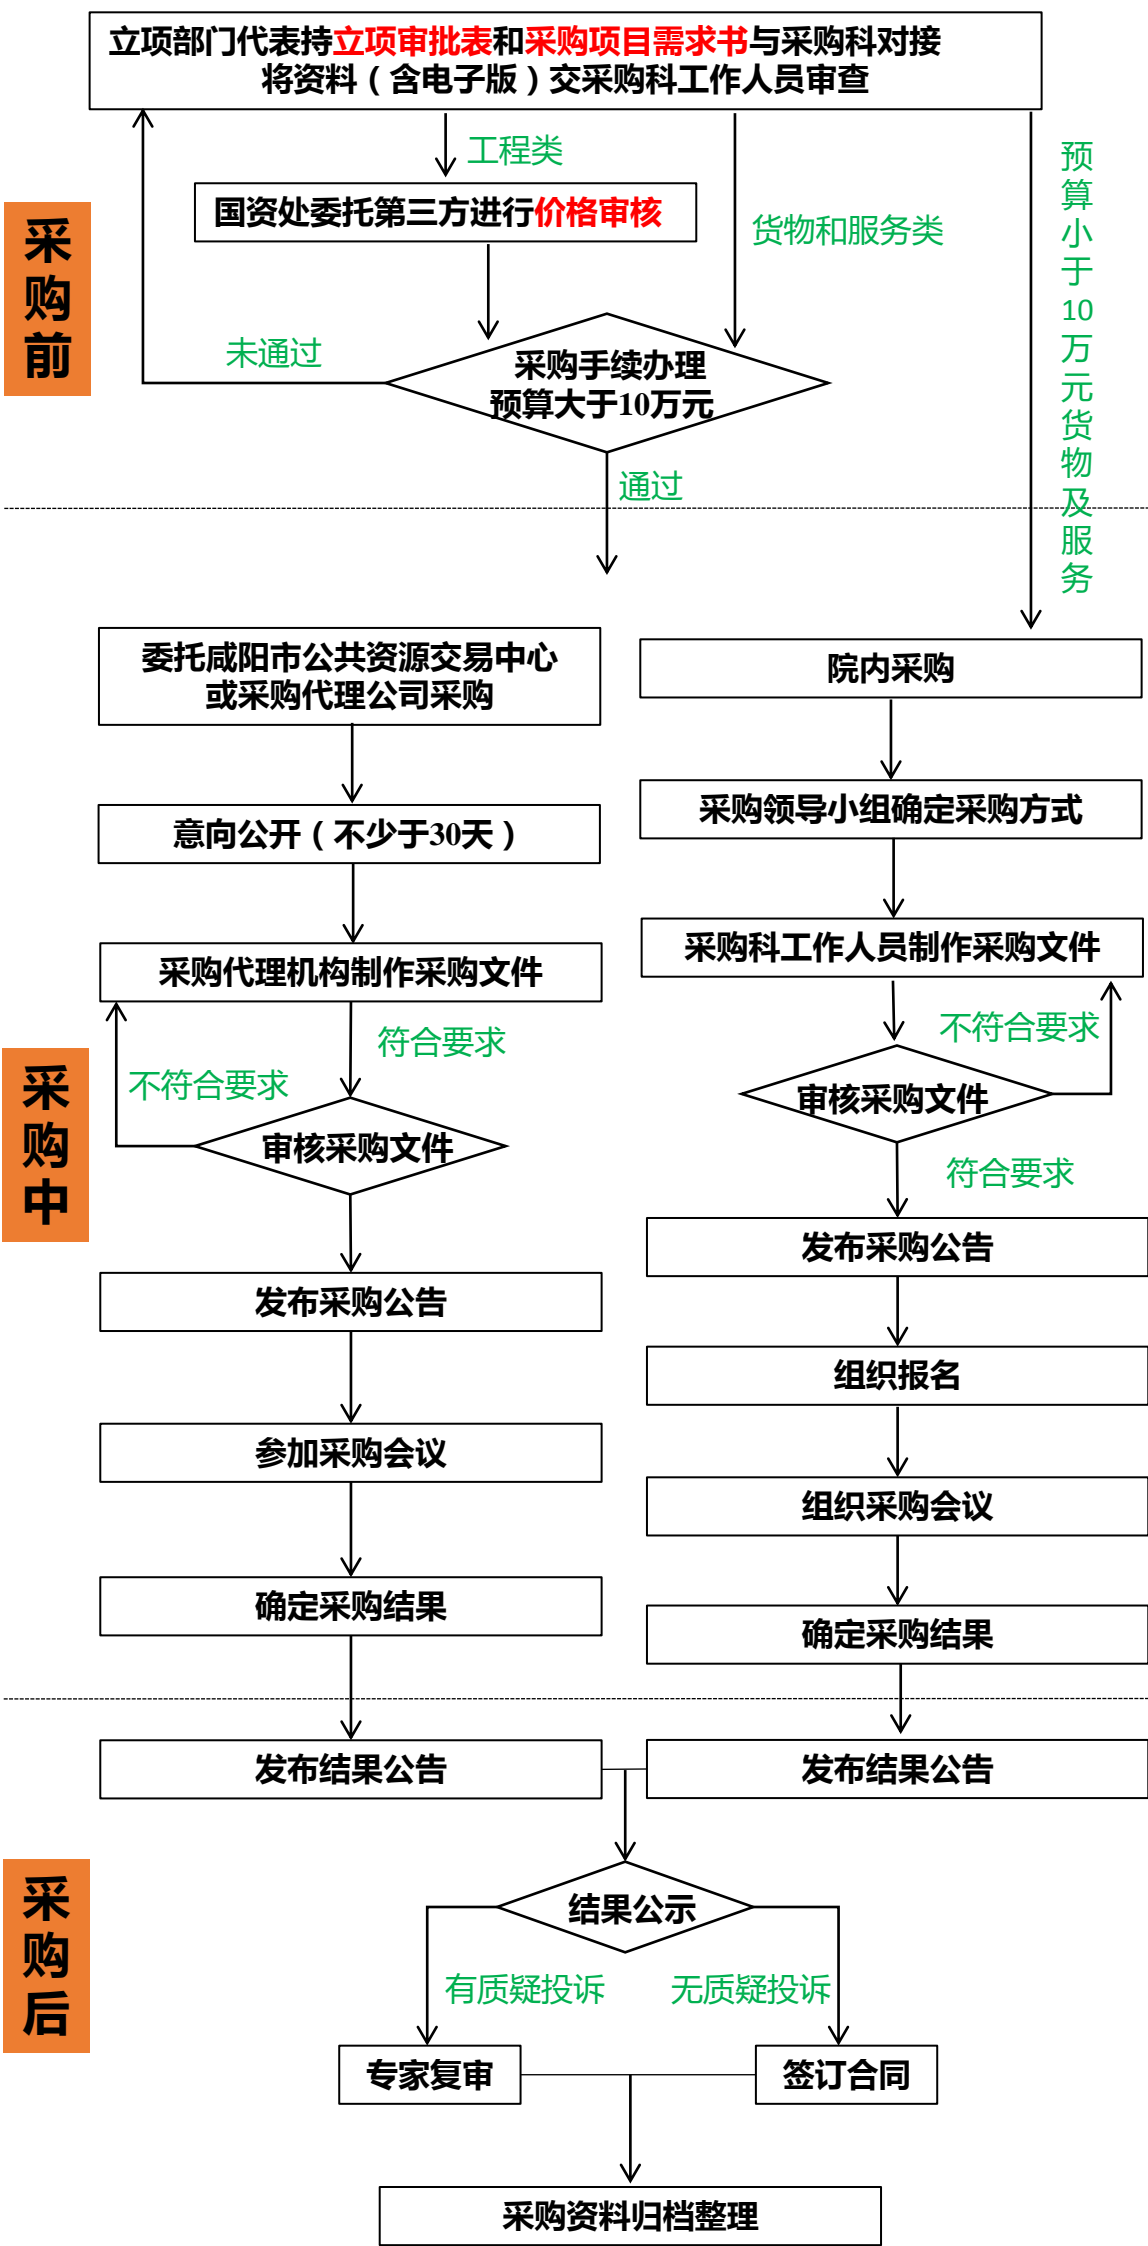 立项部门代表持立项审批表和采购项目需求书与采购科对接
将资料（含电子版）交采购科工作人员审查
工程类
国资处委托第三方进行价格审核
货物和服务类
预算小于10万元货物及服务
采购前
未通过
采购手续办理
预算大于10万元
通过
委托咸阳市公共资源交易中心
或采购代理公司采购
院内采购
意向公开（不少于30天）
采购领导小组确定采购方式
采购代理机构制作采购文件
采购科工作人员制作采购文件
符合要求
不符合要求
不符合要求
采购中
审核采购文件
审核采购文件
符合要求
发布采购公告
发布采购公告
组织报名
参加采购会议
组织采购会议
确定采购结果
确定采购结果
发布结果公告
发布结果公告
采购后
结果公示
有质疑投诉
无质疑投诉
专家复审
签订合同
采购资料归档整理